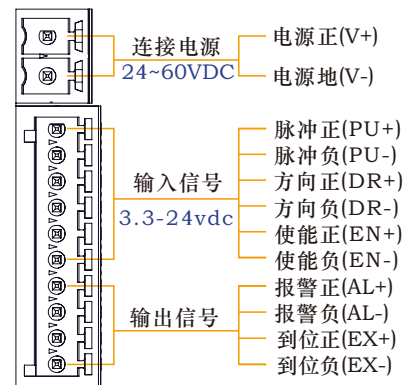 连接电源
24~60VDC
电源正(V+)
电源地(V-)
输入信号
3.3-24vdc
脉冲正(PU+)
脉冲负(PU-)
方向正(DR+)
方向负(DR-)
使能正(EN+)
使能负(EN-)
输出信号
报警正(AL+)
报警负(AL-)
到位正(EX+)
到位负(EX-)